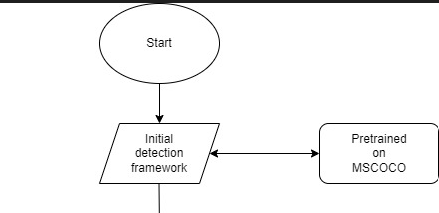 Start
Initial
detection
framework
Pretrained
on
MSCOCO